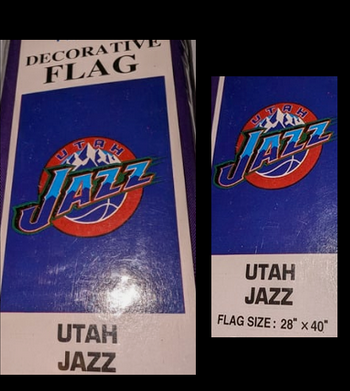 DECORATIVE
FLAG
UTAH
JAZZ
UTAH
JAZZ
UTAH
JAZZ
UTAH
JAZZ
FLAG SIZE: 28" × 40"